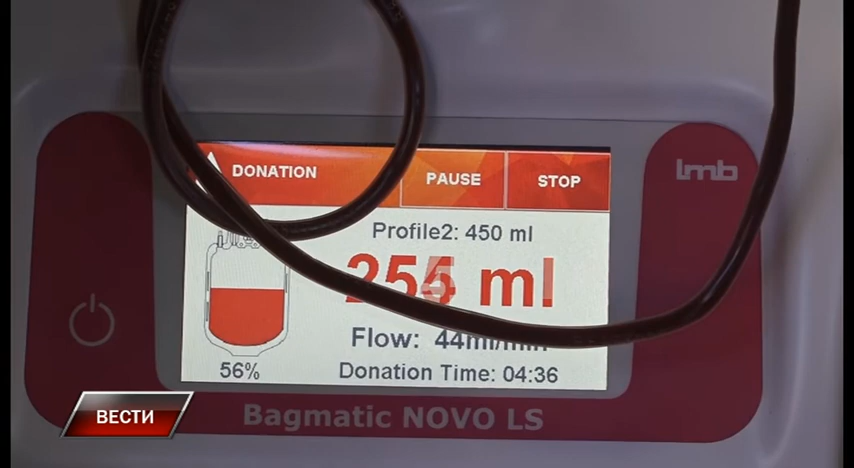 DONATION
PAUSE
STOP
lmb
Profile2: 450 ml
ml
Flow: 44ml/min
56%
Donation Time: 04:36
ВЕСТИ
Bagmatic NOVO LS